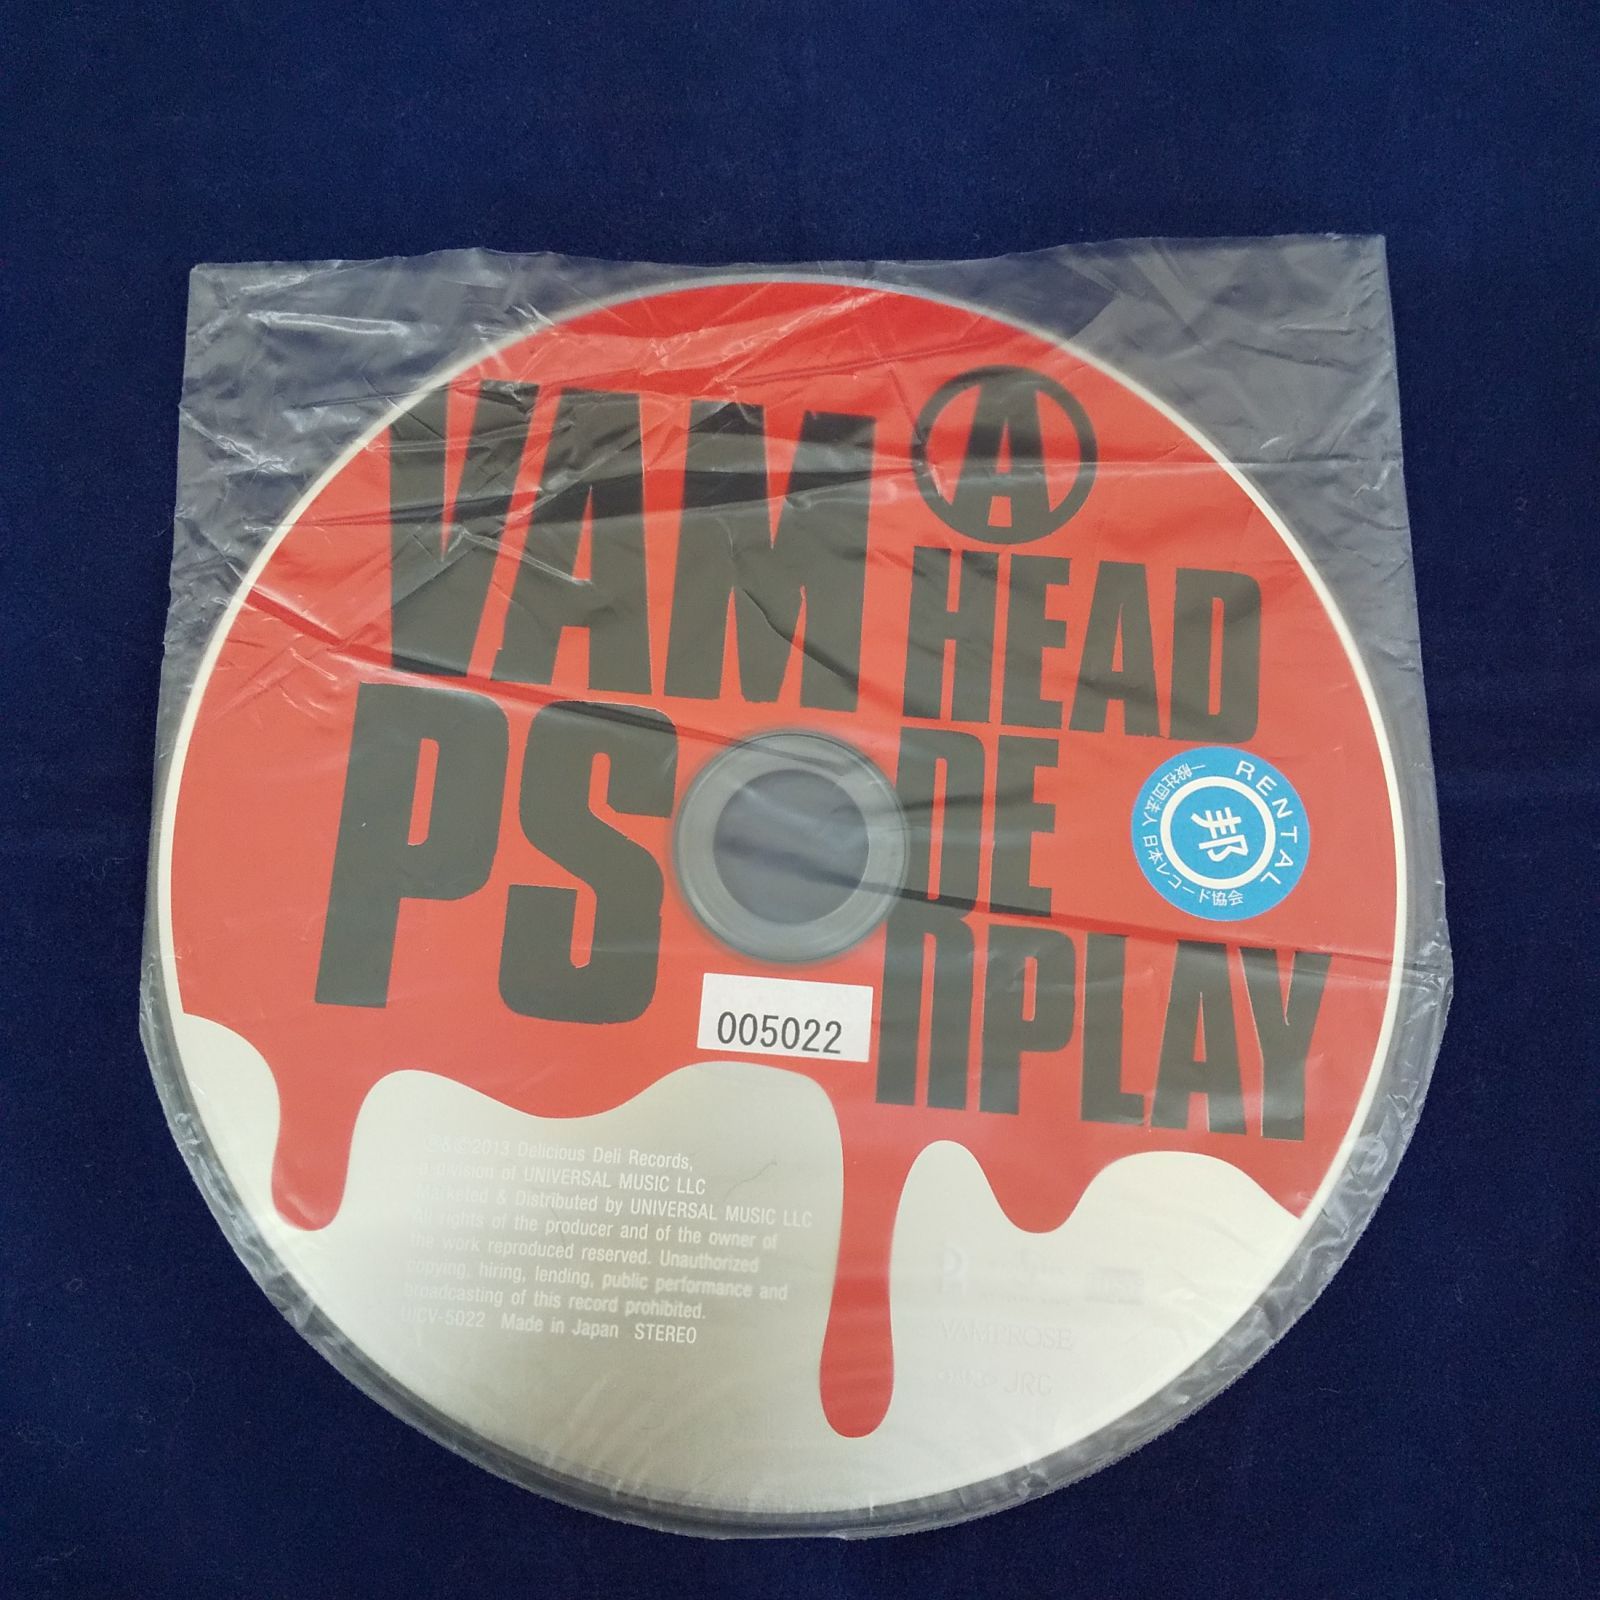 VAM
PS
A
HEAD
DE
RPLAY
RENTAL
邦
一般社団法人 日本レコード協会
005022
℗&©2013 Delicious Deli Records,
a division of UNIVERSAL MUSIC LLC
Marketed & Distributed by UNIVERSAL MUSIC LLC
All rights of the producer and of the owner of
the work reproduced reserved. Unauthorized
copying, hiring, lending, public performance and
broadcasting of this record prohibited.
UICV-5022 Made in Japan STEREO
VAMPROSE
JRC